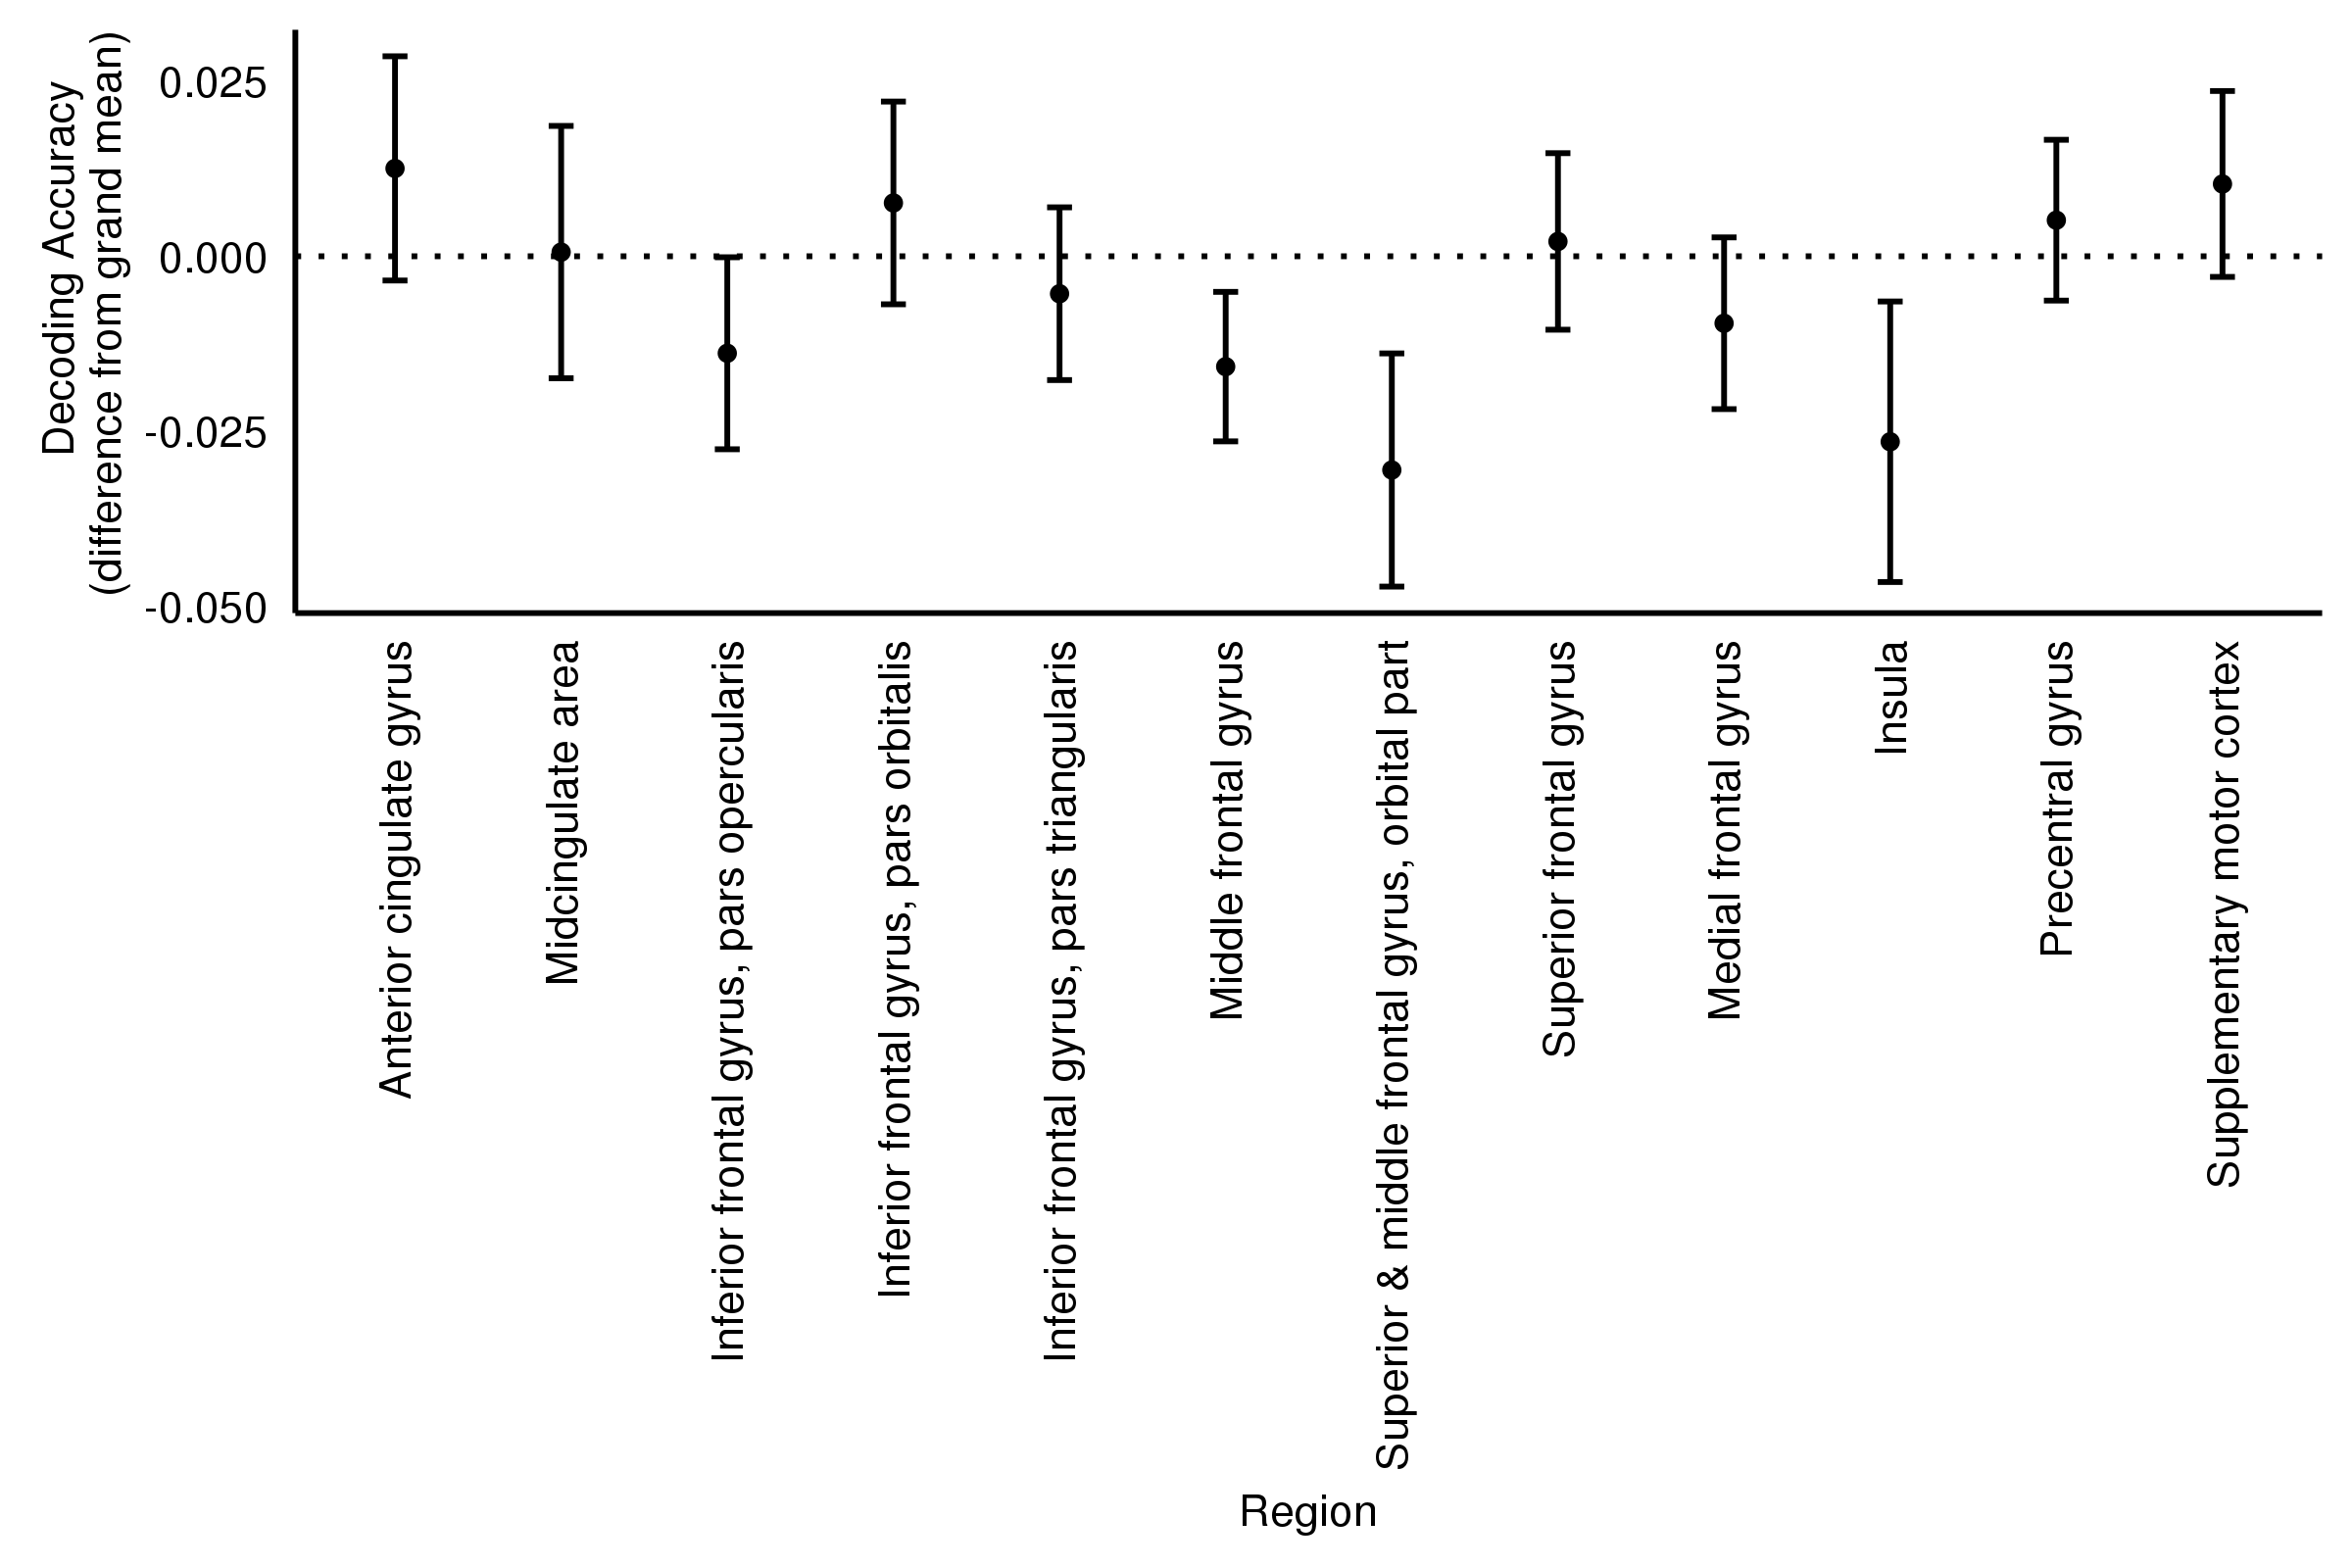 Decoding Accuracy
(difference from grand mean)
0.025
0.000
-0.025
-0.050
Anterior cingulate gyrus
Midcingulate area
Inferior frontal gyrus, pars opercularis
Inferior frontal gyrus, pars orbitalis
Inferior frontal gyrus, pars triangularis
Middle frontal gyrus
Superior & middle frontal gyrus, orbital part
Superior frontal gyrus
Medial frontal gyrus
Insula
Precentral gyrus
Supplementary motor cortex
Region